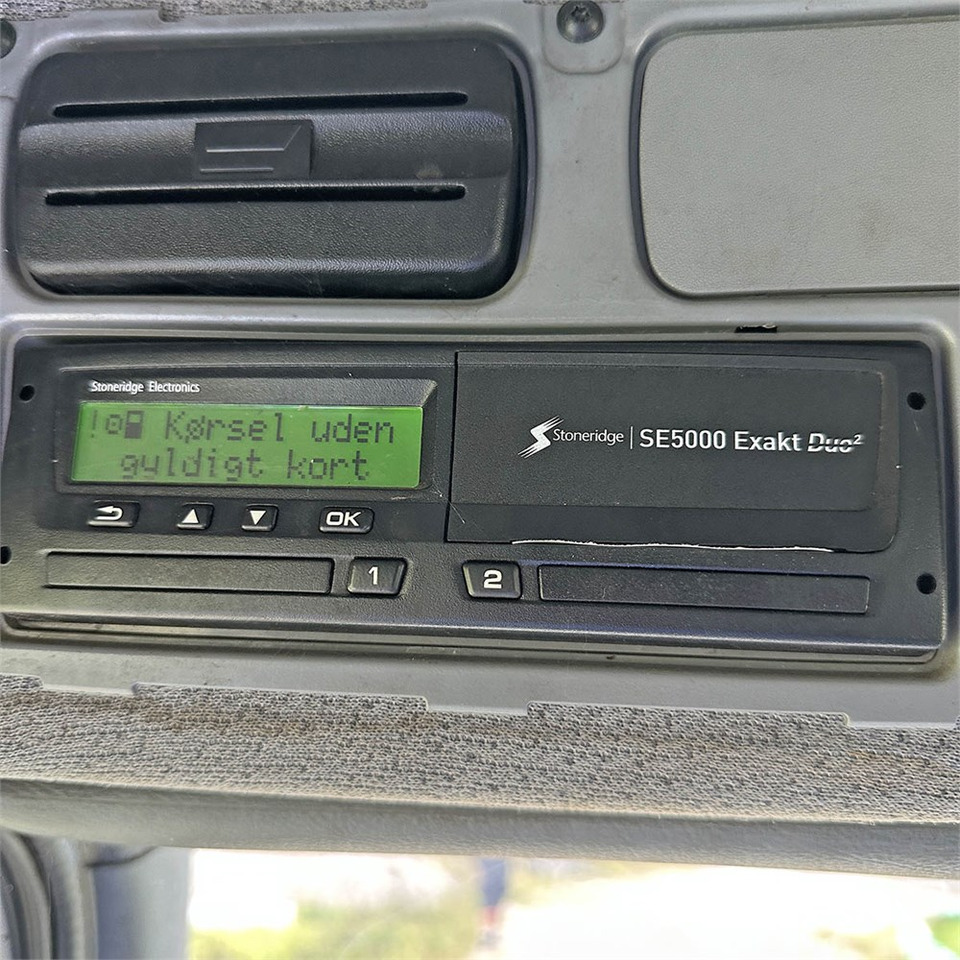 Stoneridge Electronics
! Kørsel uden
gyldigt kort
Stoneridge | SE5000 Exakt Duo²
OK
1
2